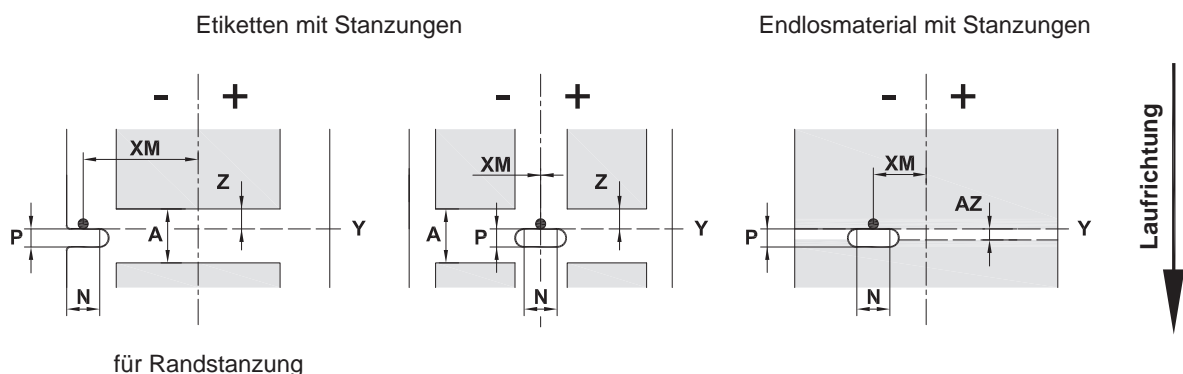 Etiketten mit Stanzungen
Endlosmaterial mit Stanzungen
- +
XM
Z
P
A
Y
N
für Randstanzung
- +
XM
Z
A
P
Y
N
- +
XM
AZ
P
Y
N
Laufrichtung